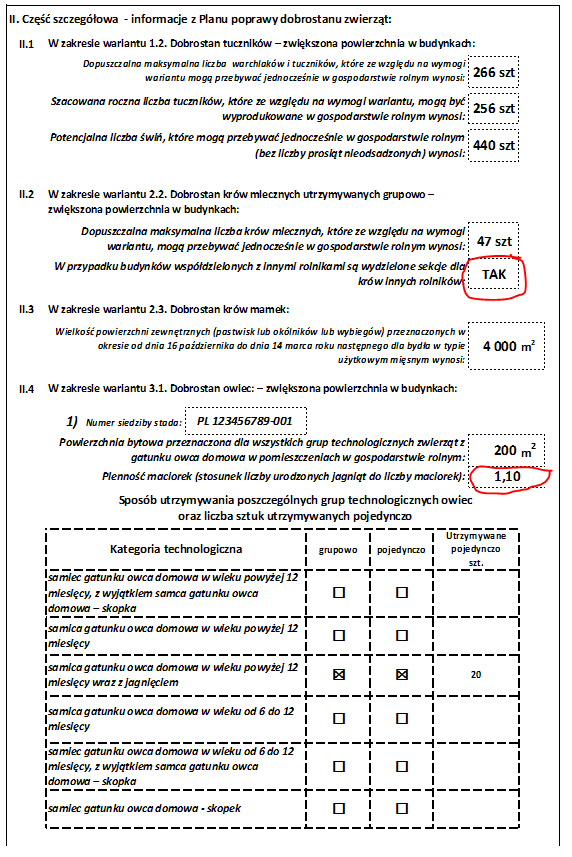 II. Część szczegółowa - informacje z Planu poprawy dobrostanu zwierząt:
II.1 W zakresie wariantu 1.2. Dobrostan tuczników – zwiększona powierzchnia w budynkach:
Dopuszczalna maksymalna liczba warchlaków i tuczników, które ze względu na wymogi
wariantu mogą przebywać jednocześnie w gospodarstwie rolnym wynosi: 266 szt
Szacowana roczna liczba tuczników, które ze względu na wymogi wariantu, mogą być
wyprodukowane w gospodarstwie rolnym wynosi: 256 szt
Potencjalna liczba świń, które mogą przebywać jednocześnie w gospodarstwie rolnym
(bez liczby prosiąt nieodsadzonych) wynosi: 440 szt
II.2 W zakresie wariantu 2.2. Dobrostan krów mlecznych utrzymywanych grupowo –
zwiększona powierzchnia w budynkach:
Dopuszczalna maksymalna liczba krów mlecznych, które ze względu na wymogi
wariantu, mogą przebywać jednocześnie w gospodarstwie rolnym wynosi: 47 szt
W przypadku budynków współdzielonych z innymi rolnikami są wydzielone sekcje dla
krów innych rolników: TAK
II.3 W zakresie wariantu 2.3. Dobrostan krów mamek:
Wielkość powierzchni zewnętrznych (pastwisk lub okólników lub wybiegów) przeznaczonych w
okresie od dnia 16 października do dnia 14 marca roku następnego dla bydła w typie
użytkowym mięsnym wynosi: 4 000 m²
II.4 W zakresie wariantu 3.1. Dobrostan owiec: – zwiększona powierzchnia w budynkach:
1) Numer siedziby stada: PL 123456789-001
Powierzchnia bytowa przeznaczona dla wszystkich grup technologicznych zwierząt z
gatunku owca domowa w pomieszczeniach w gospodarstwie rolnym: 200 m²
Plenność maciorek (stosunek liczby urodzonych jagniąt do liczby maciorek): 1,10
Sposób utrzymywania poszczególnych grup technologicznych owiec
oraz liczba sztuk utrzymywanych pojedynczo
Kategoria technologiczna grupowo pojedynczo Utrzymywane
pojedynczo
szt.
samiec gatunku owca domowa w wieku powyżej 12
miesięcy, z wyjątkiem samca gatunku owca
domowa – skopka ☐ ☐
samica gatunku owca domowa w wieku powyżej 12
miesięcy ☐ ☐
samica gatunku owca domowa w wieku powyżej 12
miesięcy wraz z jagnięciem ☒ ☒ 20
samica gatunku owca domowa w wieku od 6 do 12
miesięcy ☐ ☐
samiec gatunku owca domowa w wieku od 6 do 12
miesięcy, z wyjątkiem samca gatunku owca
domowa – skopka ☐ ☐
samiec gatunku owca domowa - skopek ☐ ☐